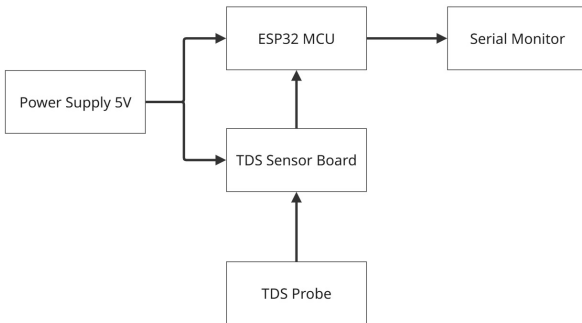 ESP32 MCU
Serial Monitor
Power Supply 5V
TDS Sensor Board
TDS Probe